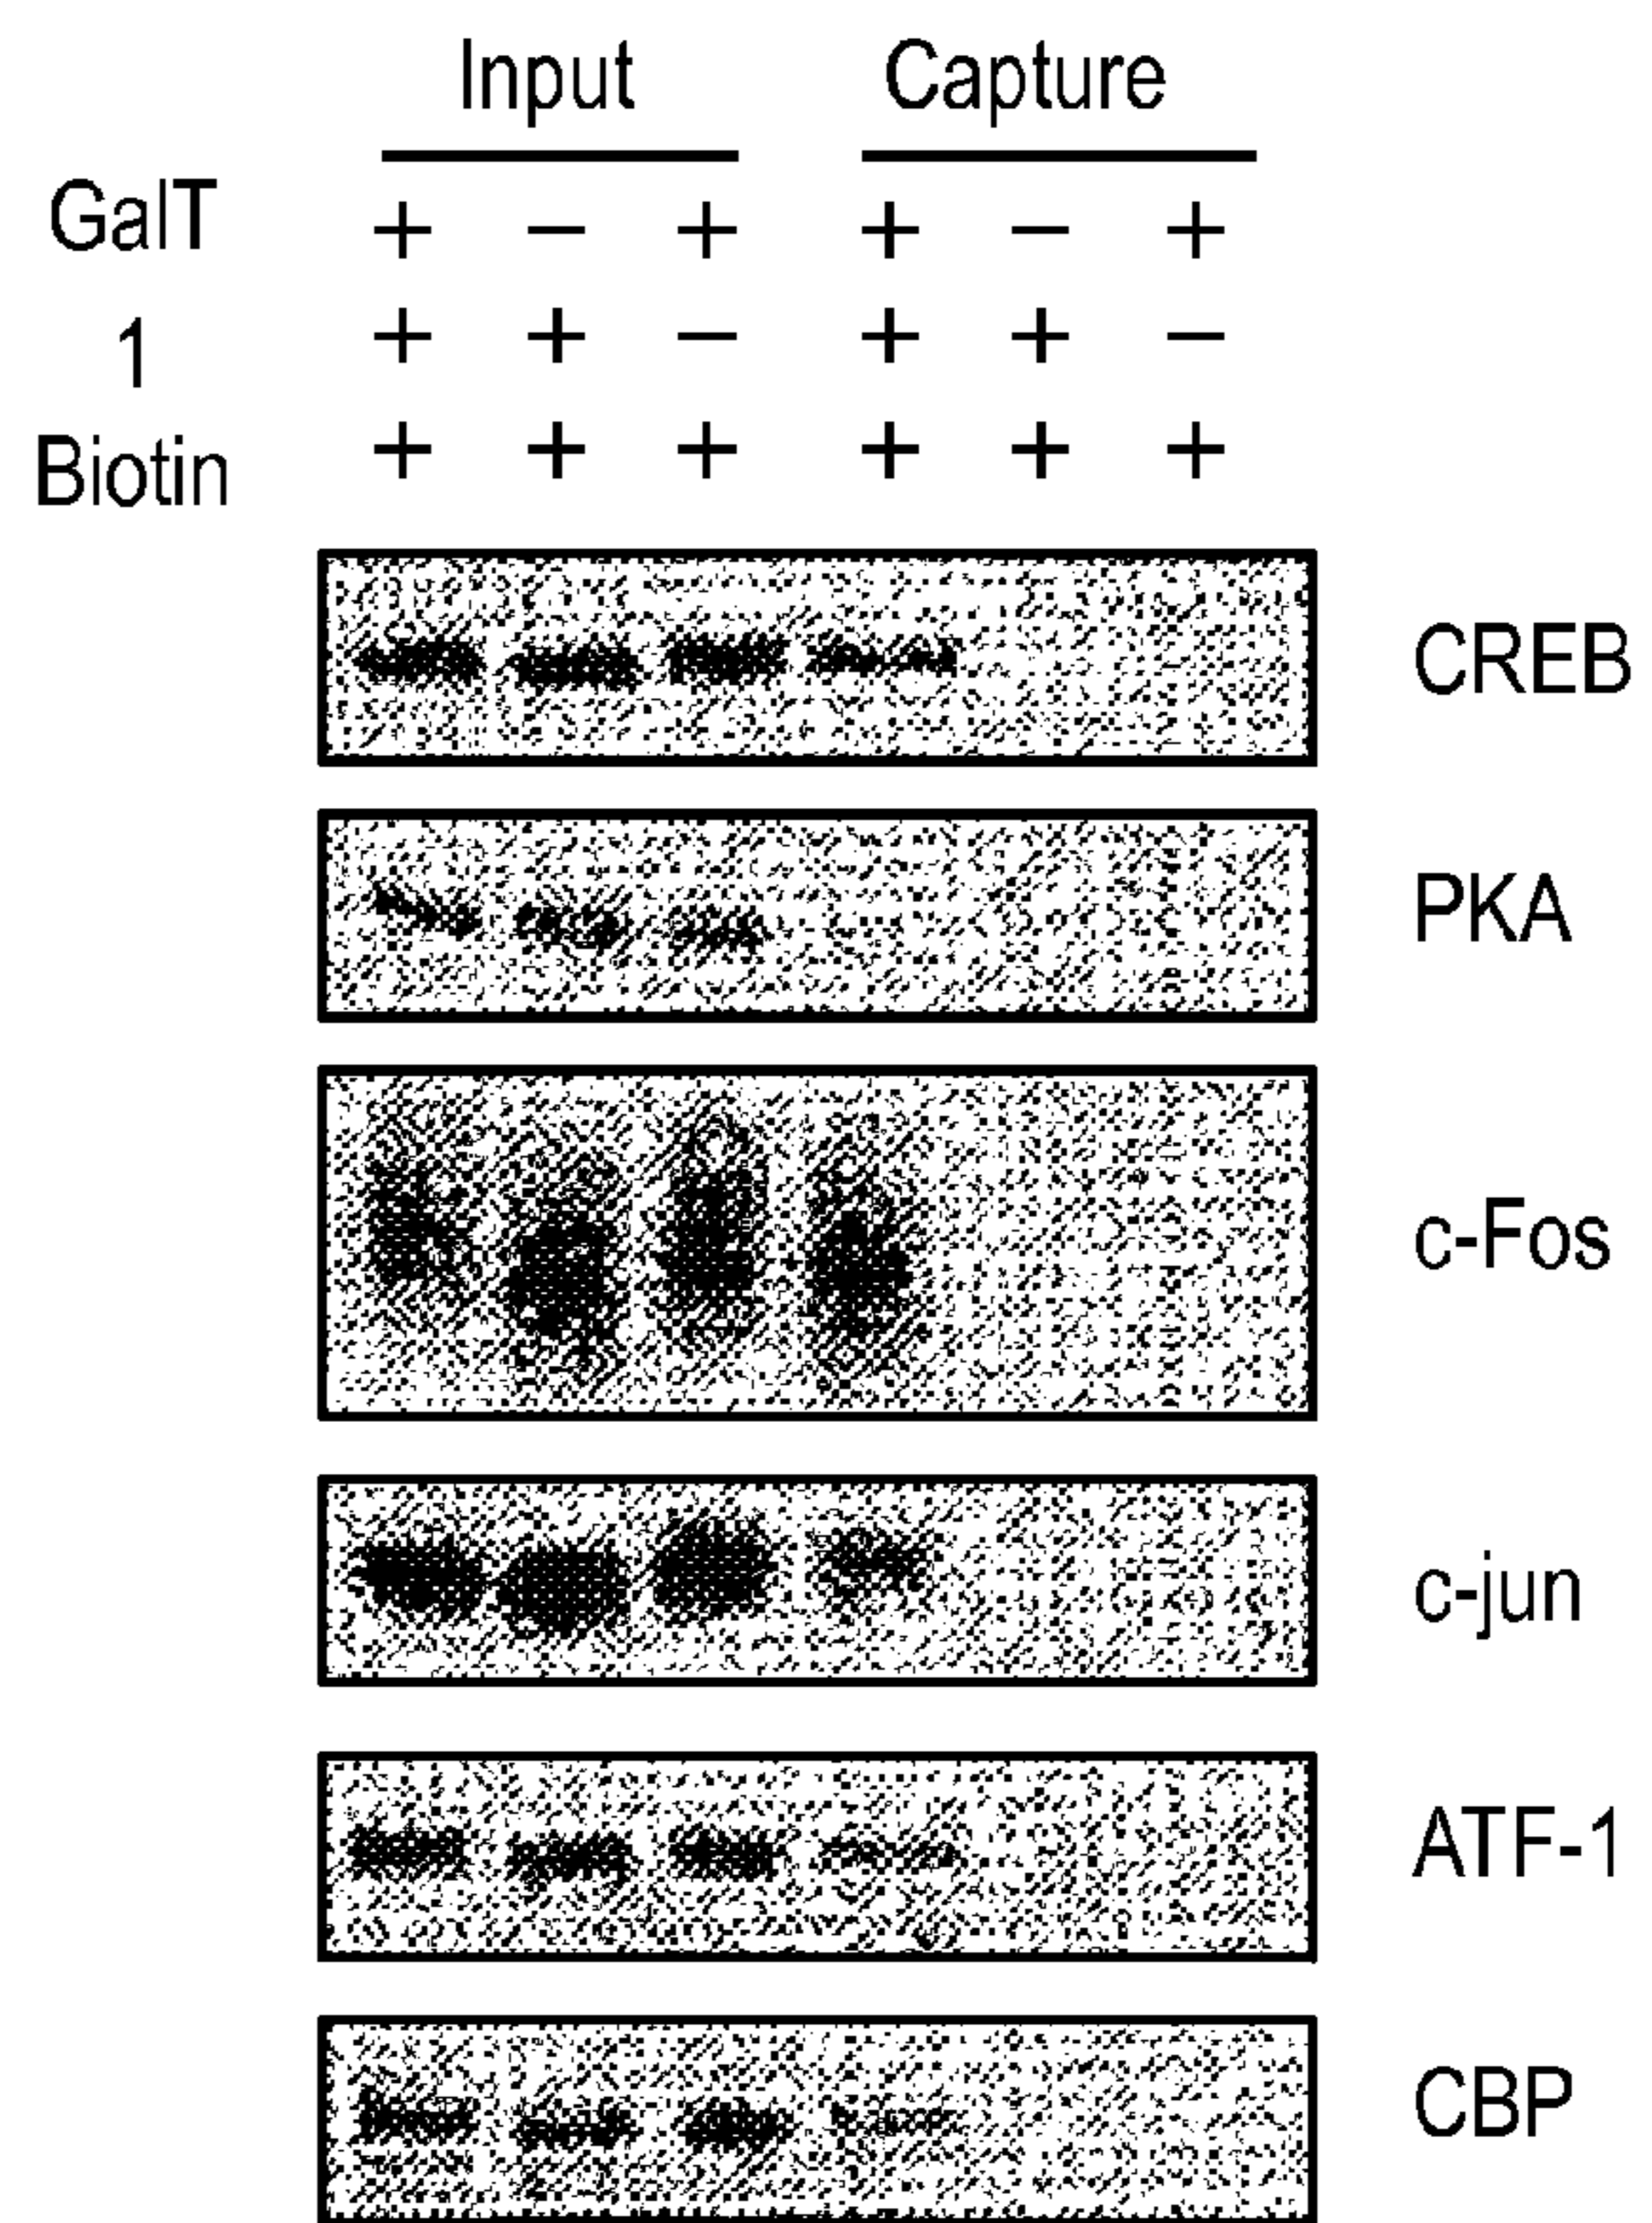 Input Capture
GalT + − + + − +
1 + + − + + −
Biotin + + + + + +
CREB
PKA
c-Fos
c-jun
ATF-1
CBP